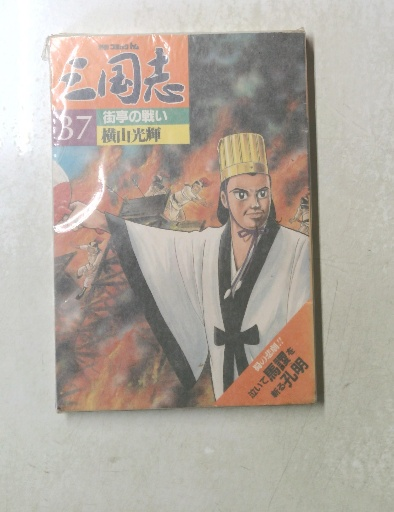 三国志
37
街亭の戦い
横山光輝
泣いて馬謖を
斬る孔明